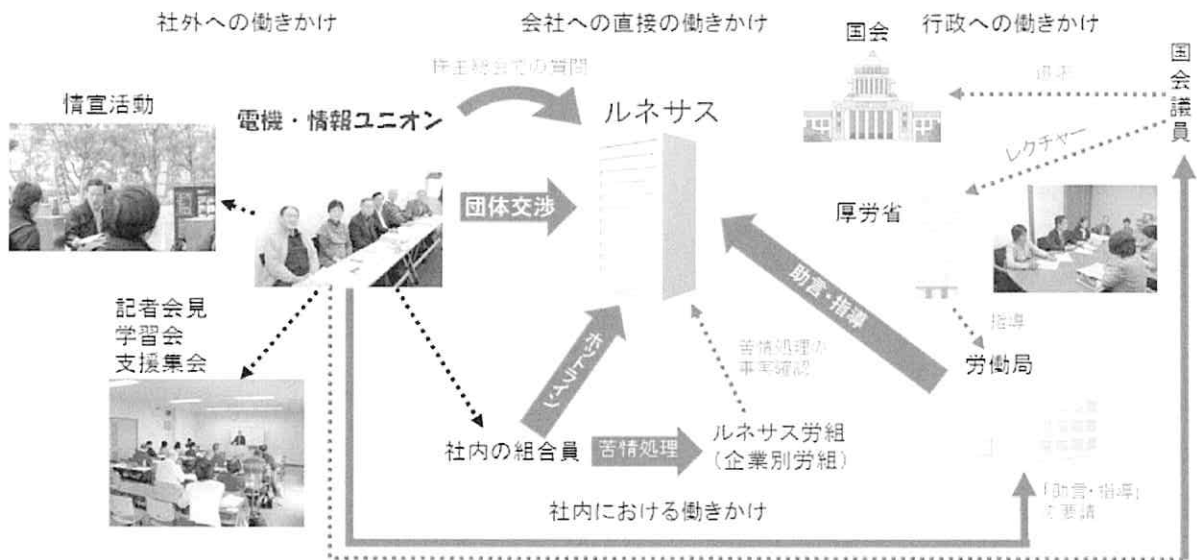 社外への働きかけ
会社への直接の働きかけ
行政への働きかけ
株主総会での質問
国会
追求
国会議員
情宣活動
電機・情報ユニオン
ルネサス
レクチャー
団体交渉
厚労省
助言・指導
記者会見
学習会
支援集会
ホットライン
苦情処理の
事実確認
指導
労働局
社内の組合員
苦情処理
ルネサス労組
(企業別労組)
社内における働きかけ
「助言・指導」
を要請